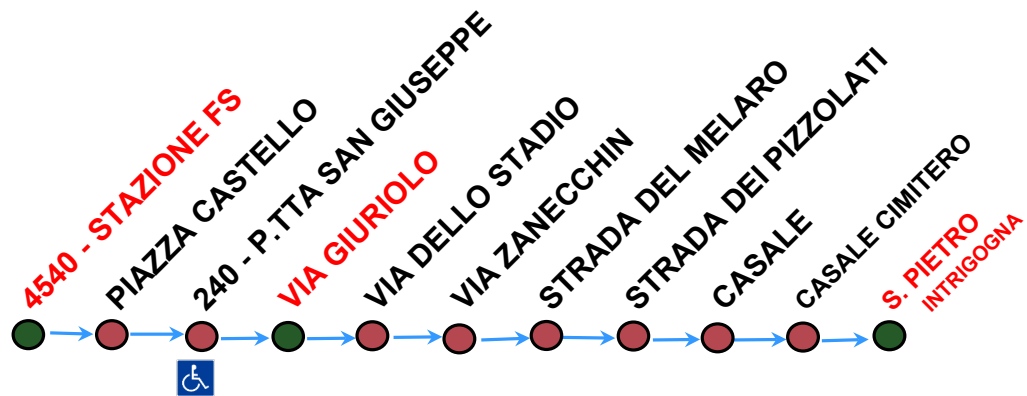 4540 - STAZIONE FS
PIAZZA CASTELLO
240 - P.TTA SAN GIUSEPPE
VIA GIURIOLO
VIA DELLO STADIO
VIA ZANECCHIN
STRADA DEL MELARO
STRADA DEI PIZZOLATI
CASALE
CASALE CIMITERO
S. PIETRO
INTRIGOGNA